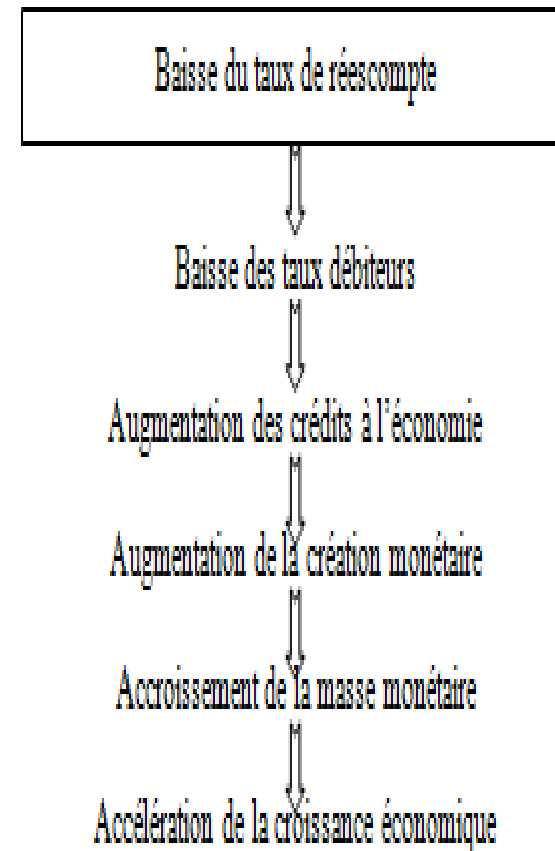 Baisse du taux de réescompte
Baisse des taux débiteurs
Augmentation des crédits à l'économie
Augmentation de la création monétaire
Accroissement de la masse monétaire
Accélération de la croissance économique